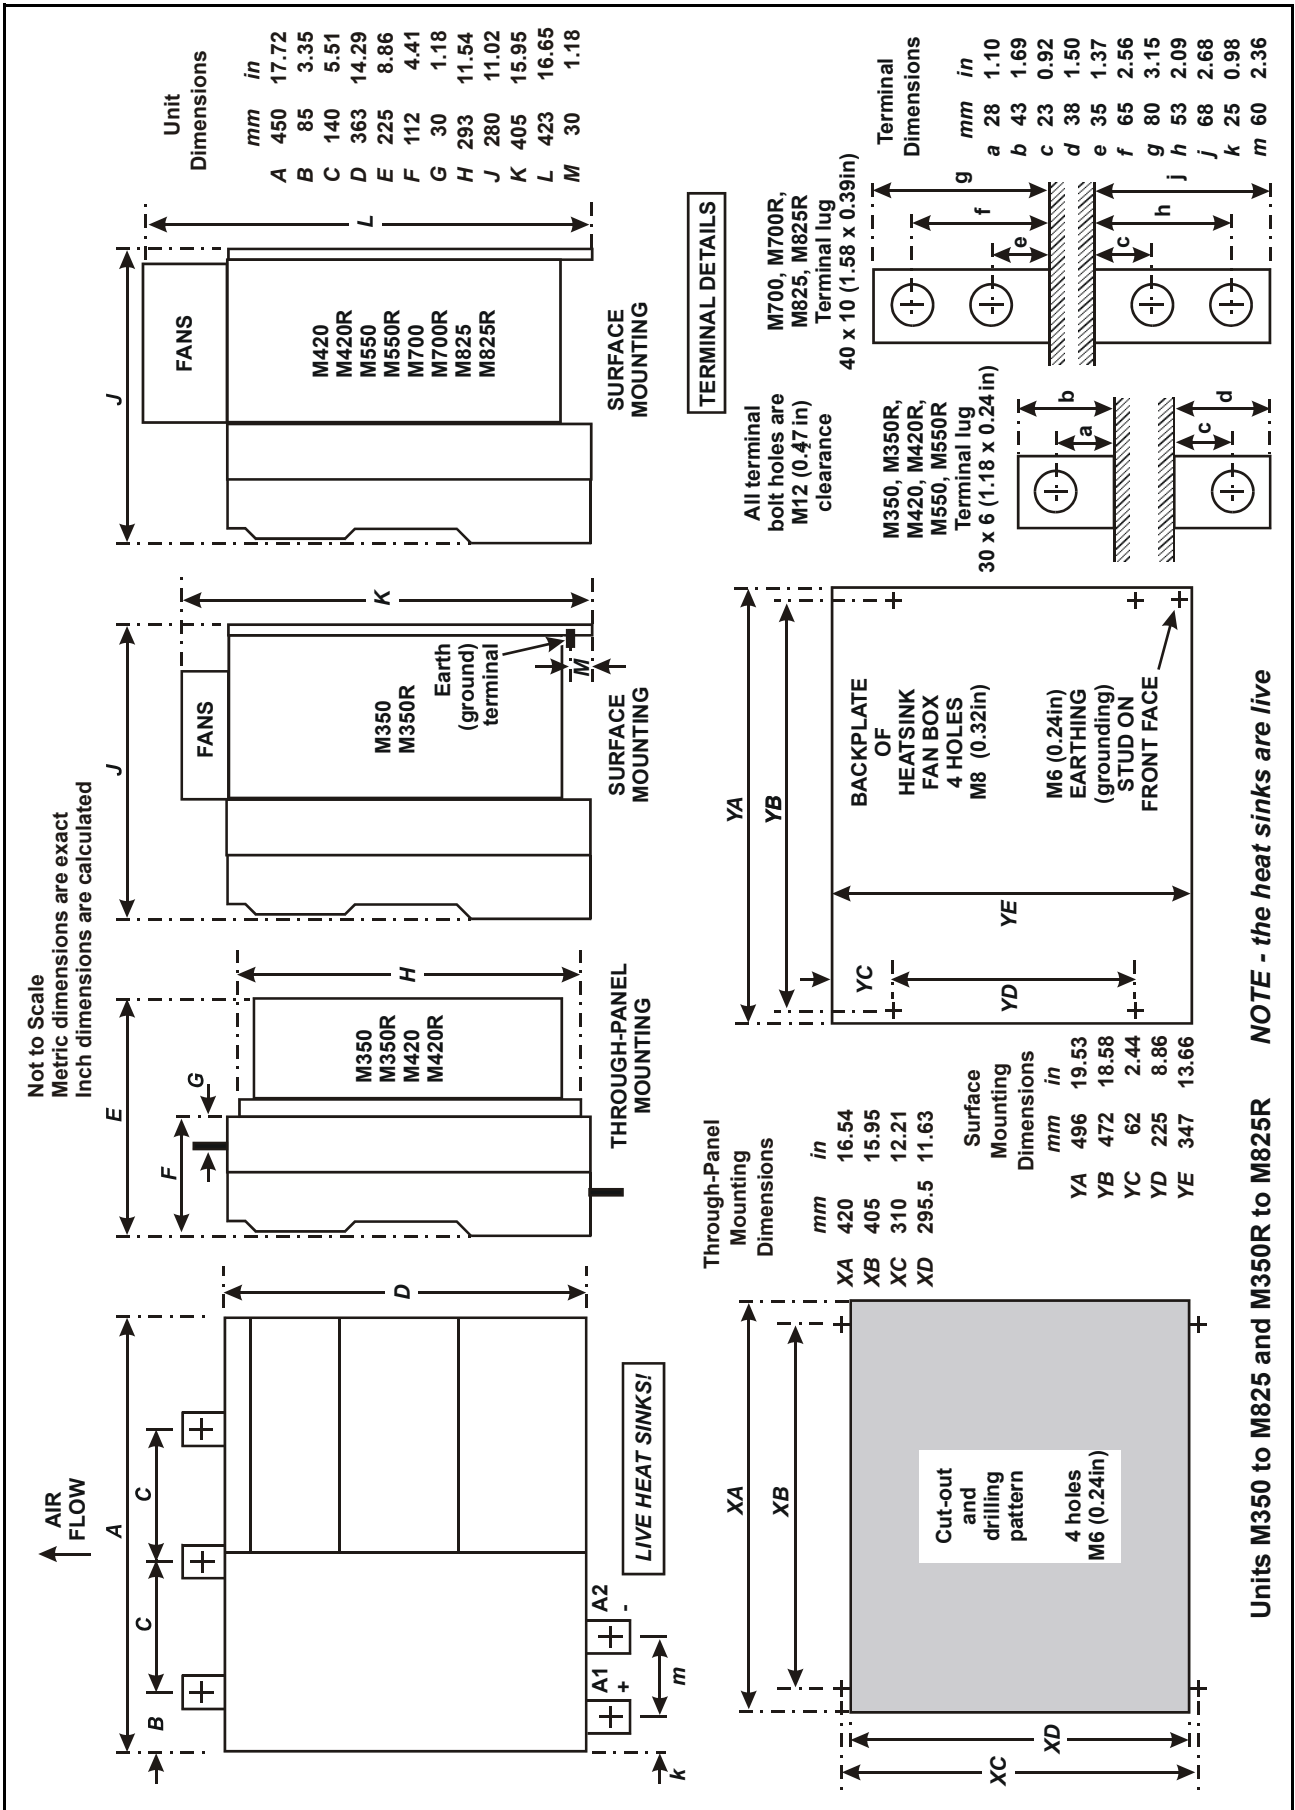 AIR
FLOW
Not to Scale
Metric dimensions are exact
Inch dimensions are calculated
A
B
C
C
D
k
m
A1
+
A2
-
LIVE HEAT SINKS!
E
F
G
H
M350
M350R
M420
M420R
THROUGH-PANEL
MOUNTING
J
FANS
K
M350
M350R
Earth
(ground)
terminal
M
SURFACE
MOUNTING
J
FANS
L
M420
M420R
M550
M550R
M700
M700R
M825
M825R
SURFACE
MOUNTING
Unit
Dimensions
mm in
A 450 17.72
B 85 3.35
C 140 5.51
D 363 14.29
E 225 8.86
F 112 4.41
G 30 1.18
H 293 11.54
J 280 11.02
K 405 15.95
L 423 16.65
M 30 1.18
XA
XB
XC
XD
Cut-out
and
drilling
pattern
4 holes
M6 (0.24in)
Through-Panel
Mounting
Dimensions
mm in
XA 420 16.54
XB 405 15.95
XC 310 12.21
XD 295.5 11.63
Surface
Mounting
Dimensions
mm in
YA 496 19.53
YB 472 18.58
YC 62 2.44
YD 225 8.86
YE 347 13.66
YA
YB
YC
YD
YE
BACKPLATE
OF
HEATSINK
FAN BOX
4 HOLES
M8 (0.32in)
M6 (0.24in)
EARTHING
(grounding)
STUD ON
FRONT FACE
TERMINAL DETAILS
All terminal
bolt holes are
M12 (0.47in)
clearance
M350, M350R,
M420, M420R,
M550, M550R
Terminal lug
30 x 6 (1.18 x 0.24 in)
a
b
c
d
M700, M700R,
M825, M825R
Terminal lug
40 x 10 (1.58 x 0.39in)
e
f
g
c
h
j
Terminal
Dimensions
mm in
a 28 1.10
b 43 1.69
c 23 0.92
d 38 1.50
e 35 1.37
f 65 2.56
g 80 3.15
h 53 2.09
j 68 2.68
k 25 0.98
m 60 2.36
Units M350 to M825 and M350R to M825R NOTE - the heat sinks are live